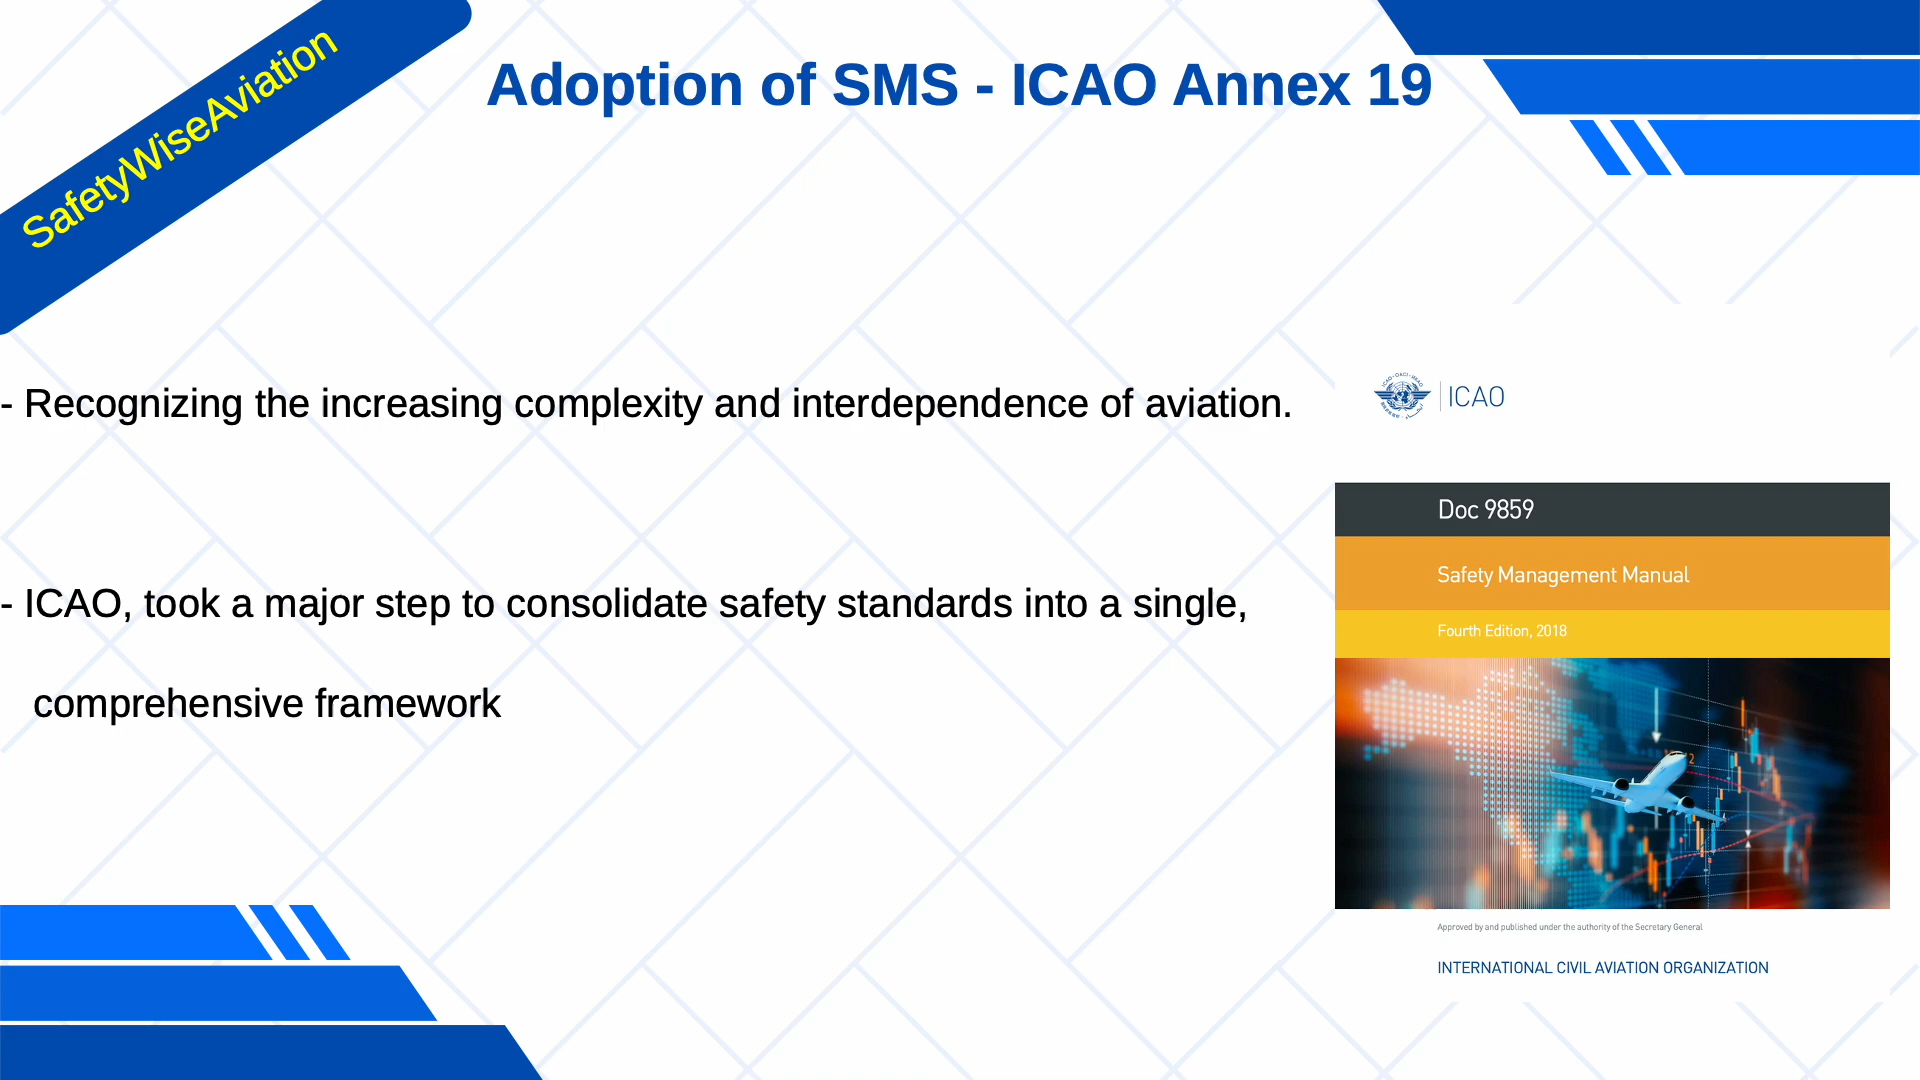 SafetyWiseAviation
Adoption of SMS - ICAO Annex 19
- Recognizing the increasing complexity and interdependence of aviation.
- ICAO, took a major step to consolidate safety standards into a single,
comprehensive framework
ICAO
Doc 9859
Safety Management Manual
Fourth Edition, 2018
Approved by and published under the authority of the Secretary General
INTERNATIONAL CIVIL AVIATION ORGANIZATION